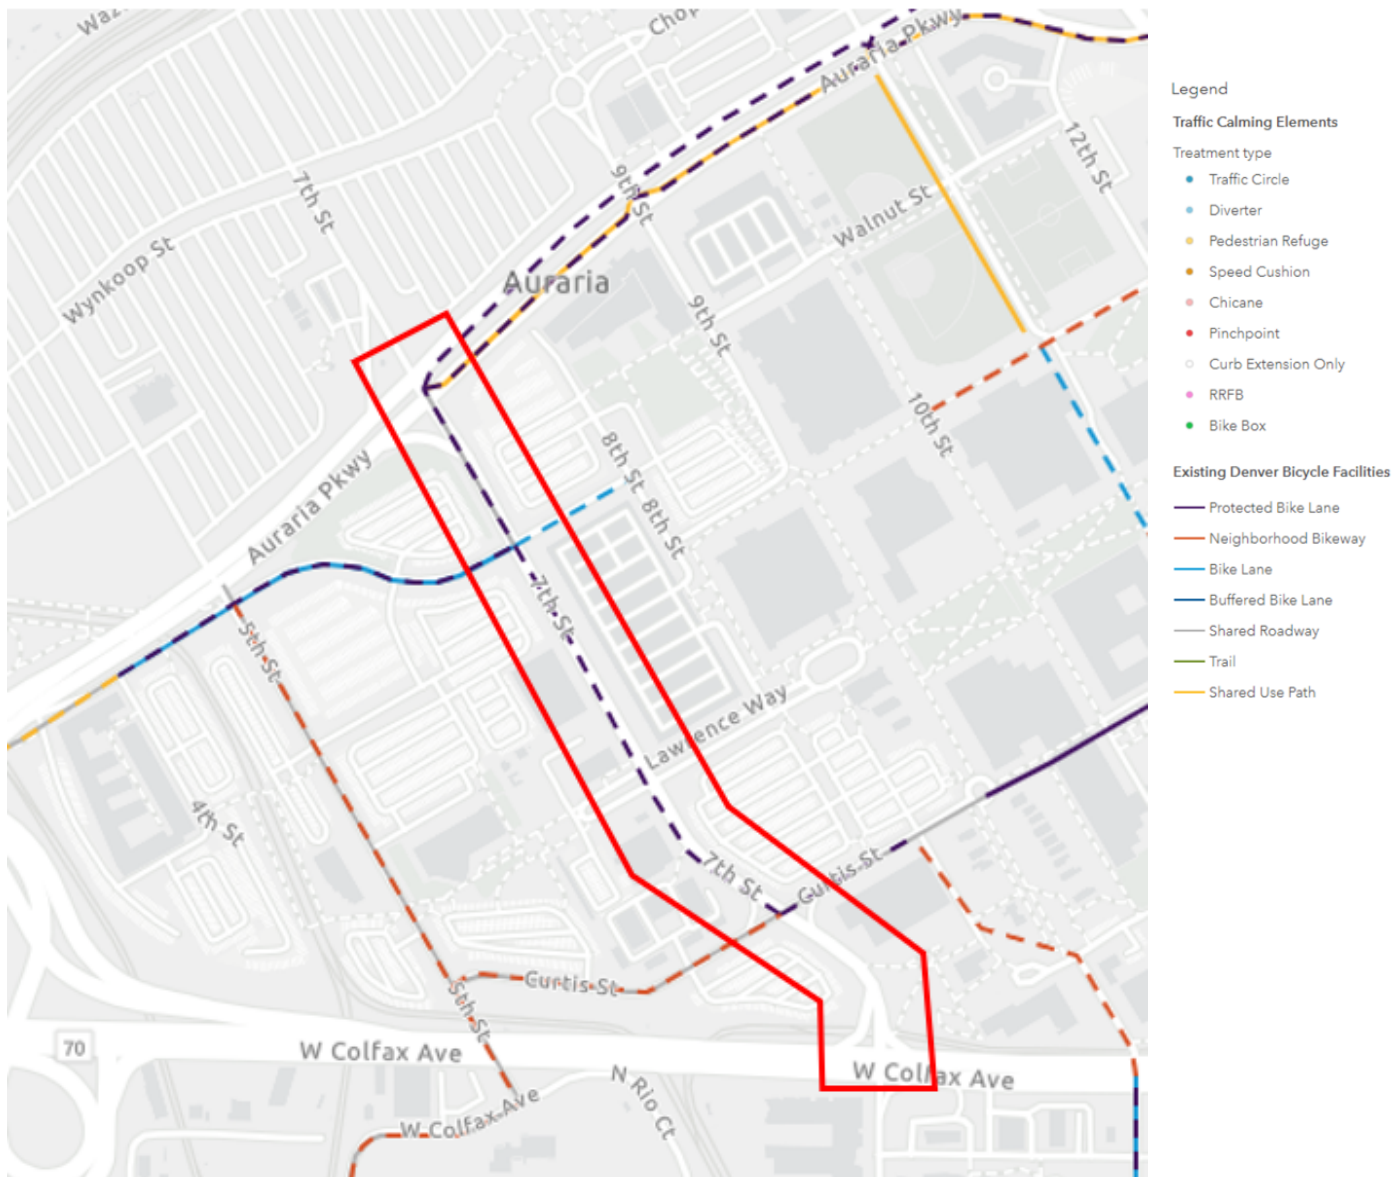 Waz
Chop
Auraria Pkwy
12th St
7th St
9th St
Walnut St
Wynkoop St
Auraria
9th St
10th St
8th St
8th St
Auraria Pkwy
7th St
5th St
Lawrence Way
4th St
7th St
Curtis St
Curtis St
5th St
70
W Colfax Ave
W Colfax Ave
N Rio Ct
W Colfax Ave
Legend
Traffic Calming Elements
Treatment type
Traffic Circle
Diverter
Pedestrian Refuge
Speed Cushion
Chicane
Pinchpoint
Curb Extension Only
RRFB
Bike Box
Existing Denver Bicycle Facilities
Protected Bike Lane
Neighborhood Bikeway
Bike Lane
Buffered Bike Lane
Shared Roadway
Trail
Shared Use Path